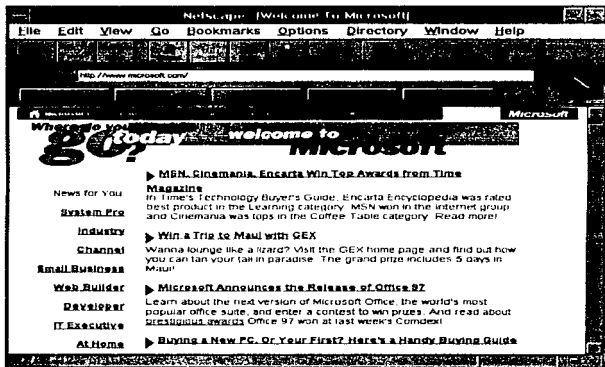 Netscape - [Welcome To Microsoft]
File Edit View Go Bookmarks Options Directory Window Help
http://www.microsoft.com/
Microsoft
Where do you
go today welcome to
? Microsoft
MSN, Cinemania, Encarta Win Top Awards from Time
Magazine
In Time's Technology Buyer's Guide, Encarta Encyclopedia was rated
best product in the Learning category. MSN won in the Internet group
and Cinemania was tops in the Coffee Table category. Read more!
Win a Trip to Maui with GEX
Wanna lounge like a lizard? Visit the GEX home page and find out how
you can tan your tail in paradise. The grand prize includes 5 days in
Maui!
Microsoft Announces the Release of Office 97
Learn about the next version of Microsoft Office, the world's most
popular office suite, and enter a contest to win prizes. And read about
prestigious awards Office 97 won at last week's Comdex!
Buying a New PC, Or Your First? Here's a Handy Buying Guide
News for You
System Pro
Industry
Channel
Small Business
Web Builder
Developer
IT Executive
At Home